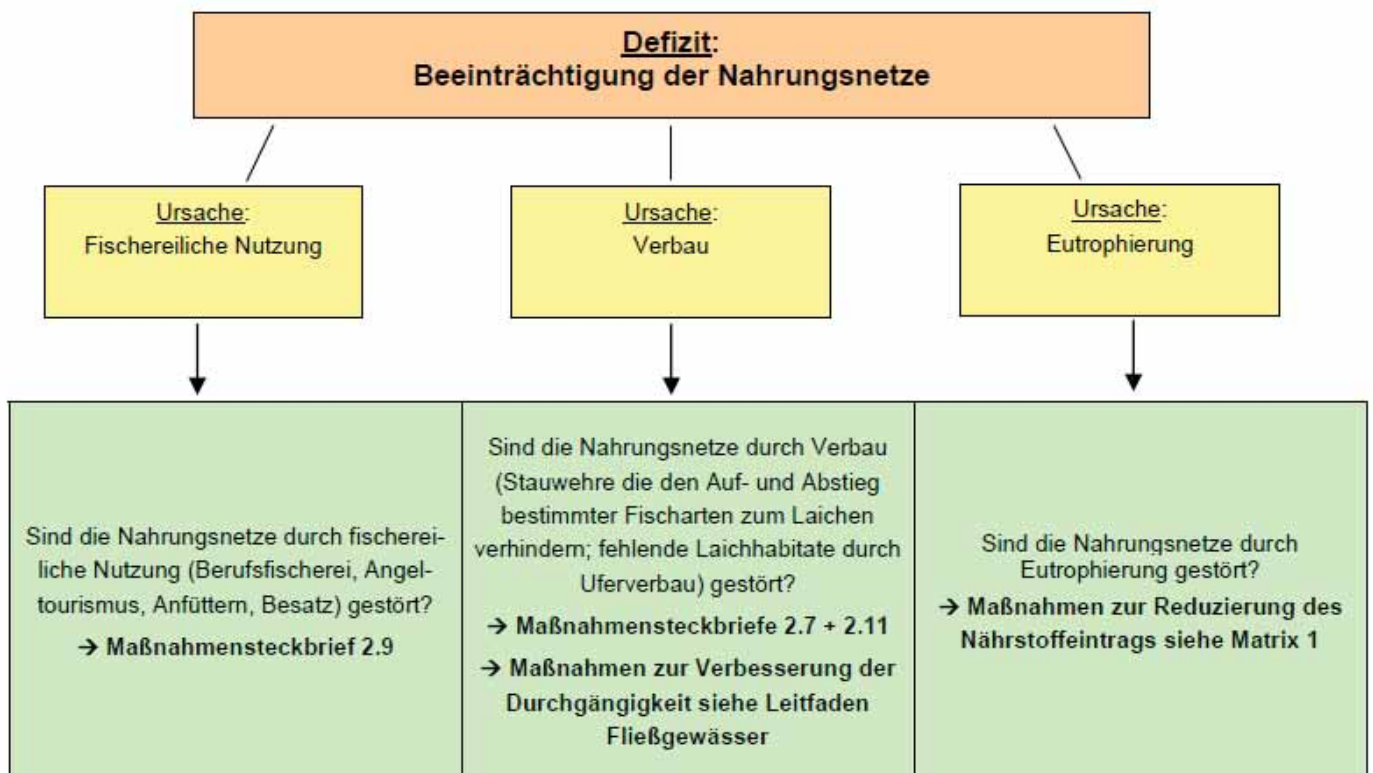 Defizit:
Beeinträchtigung der Nahrungsnetze
Ursache:
Fischereiliche Nutzung
Ursache:
Verbau
Ursache:
Eutrophierung
Sind die Nahrungsnetze durch fischerei-
liche Nutzung (Berufsfischerei, Angel-
tourismus, Anfüttern, Besatz) gestört?
→ Maßnahmensteckbrief 2.9
Sind die Nahrungsnetze durch Verbau
(Stauwehre die den Auf- und Abstieg
bestimmter Fischarten zum Laichen
verhindern; fehlende Laichhabitate durch
Uferverbau) gestört?
→ Maßnahmensteckbriefe 2.7 + 2.11
→ Maßnahmen zur Verbesserung der
Durchgängigkeit siehe Leitfaden
Fließgewässer
Sind die Nahrungsnetze durch
Eutrophierung gestört?
→ Maßnahmen zur Reduzierung des
Nährstoffeintrags siehe Matrix 1